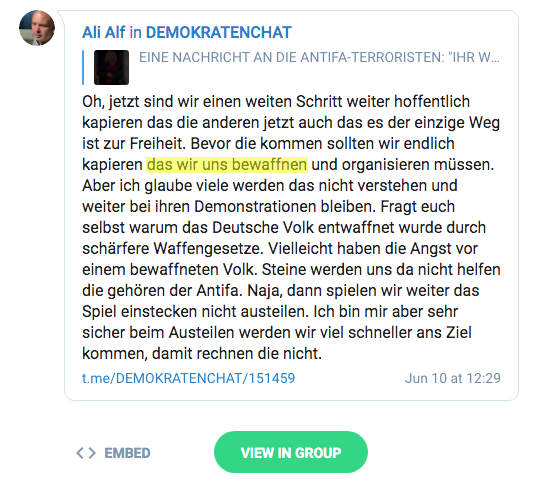 Ali Alf in DEMOKRATENCHAT
EINE NACHRICHT AN DIE ANTIFA-TERRORISTEN: "IHR W...
Oh, jetzt sind wir einen weiten Schritt weiter hoffentlich
kapieren das die anderen jetzt auch das es der einzige Weg
ist zur Freiheit. Bevor die kommen sollten wir endlich
kapieren das wir uns bewaffnen und organisieren müssen.
Aber ich glaube viele werden das nicht verstehen und
weiter bei ihren Demonstrationen bleiben. Fragt euch
selbst warum das Deutsche Volk entwaffnet wurde durch
schärfere Waffengesetze. Vielleicht haben die Angst vor
einem bewaffneten Volk. Steine werden uns da nicht helfen
die gehören der Antifa. Naja, dann spielen wir weiter das
Spiel einstecken nicht austeilen. Ich bin mir aber sehr
sicher beim Austeilen werden wir viel schneller ans Ziel
kommen, damit rechnen die nicht.
t.me/DEMOKRATENCHAT/151459 Jun 10 at 12:29
<> EMBED VIEW IN GROUP